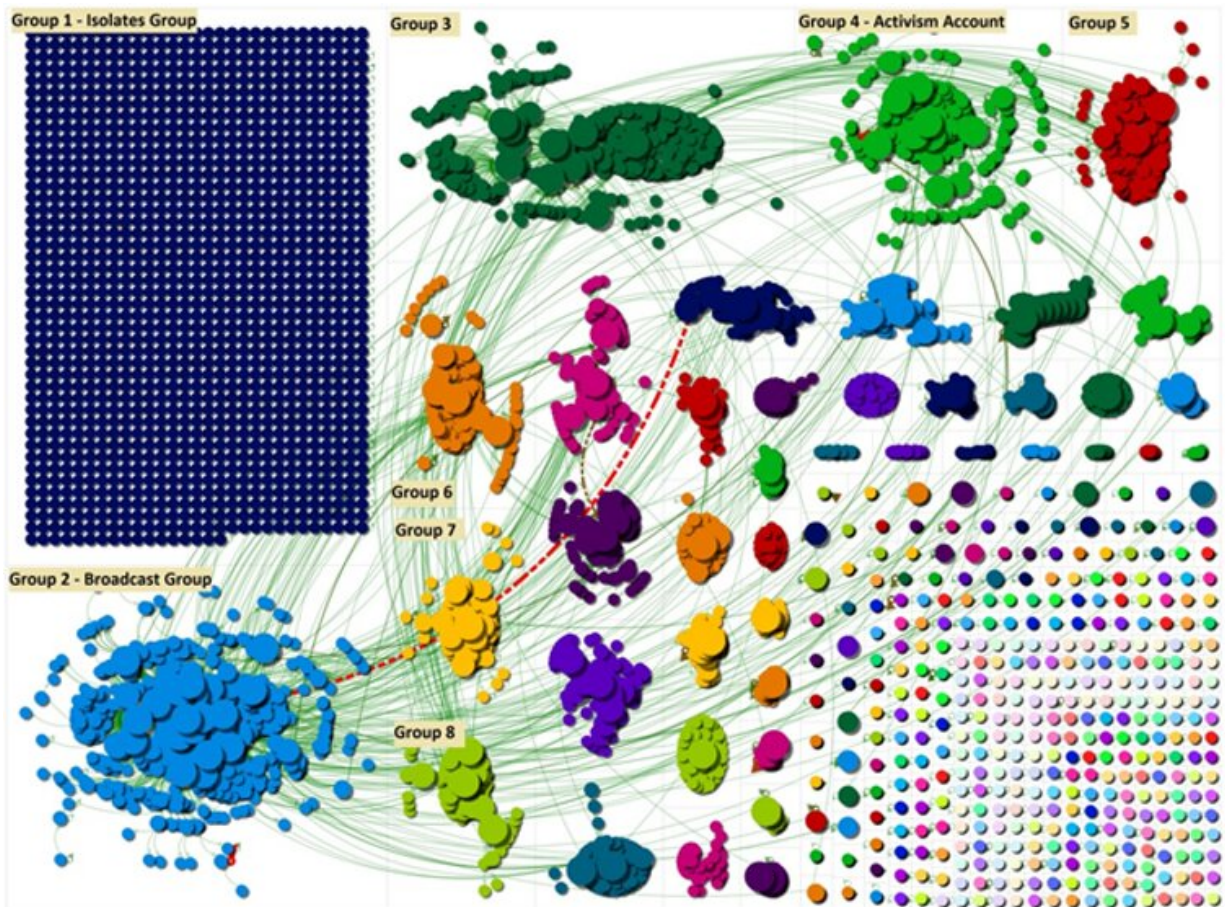 Group 1 - Isolates Group
Group 3
Group 4 - Activism Account
Group 5
Group 6
Group 7
Group 2 - Broadcast Group
Group 8